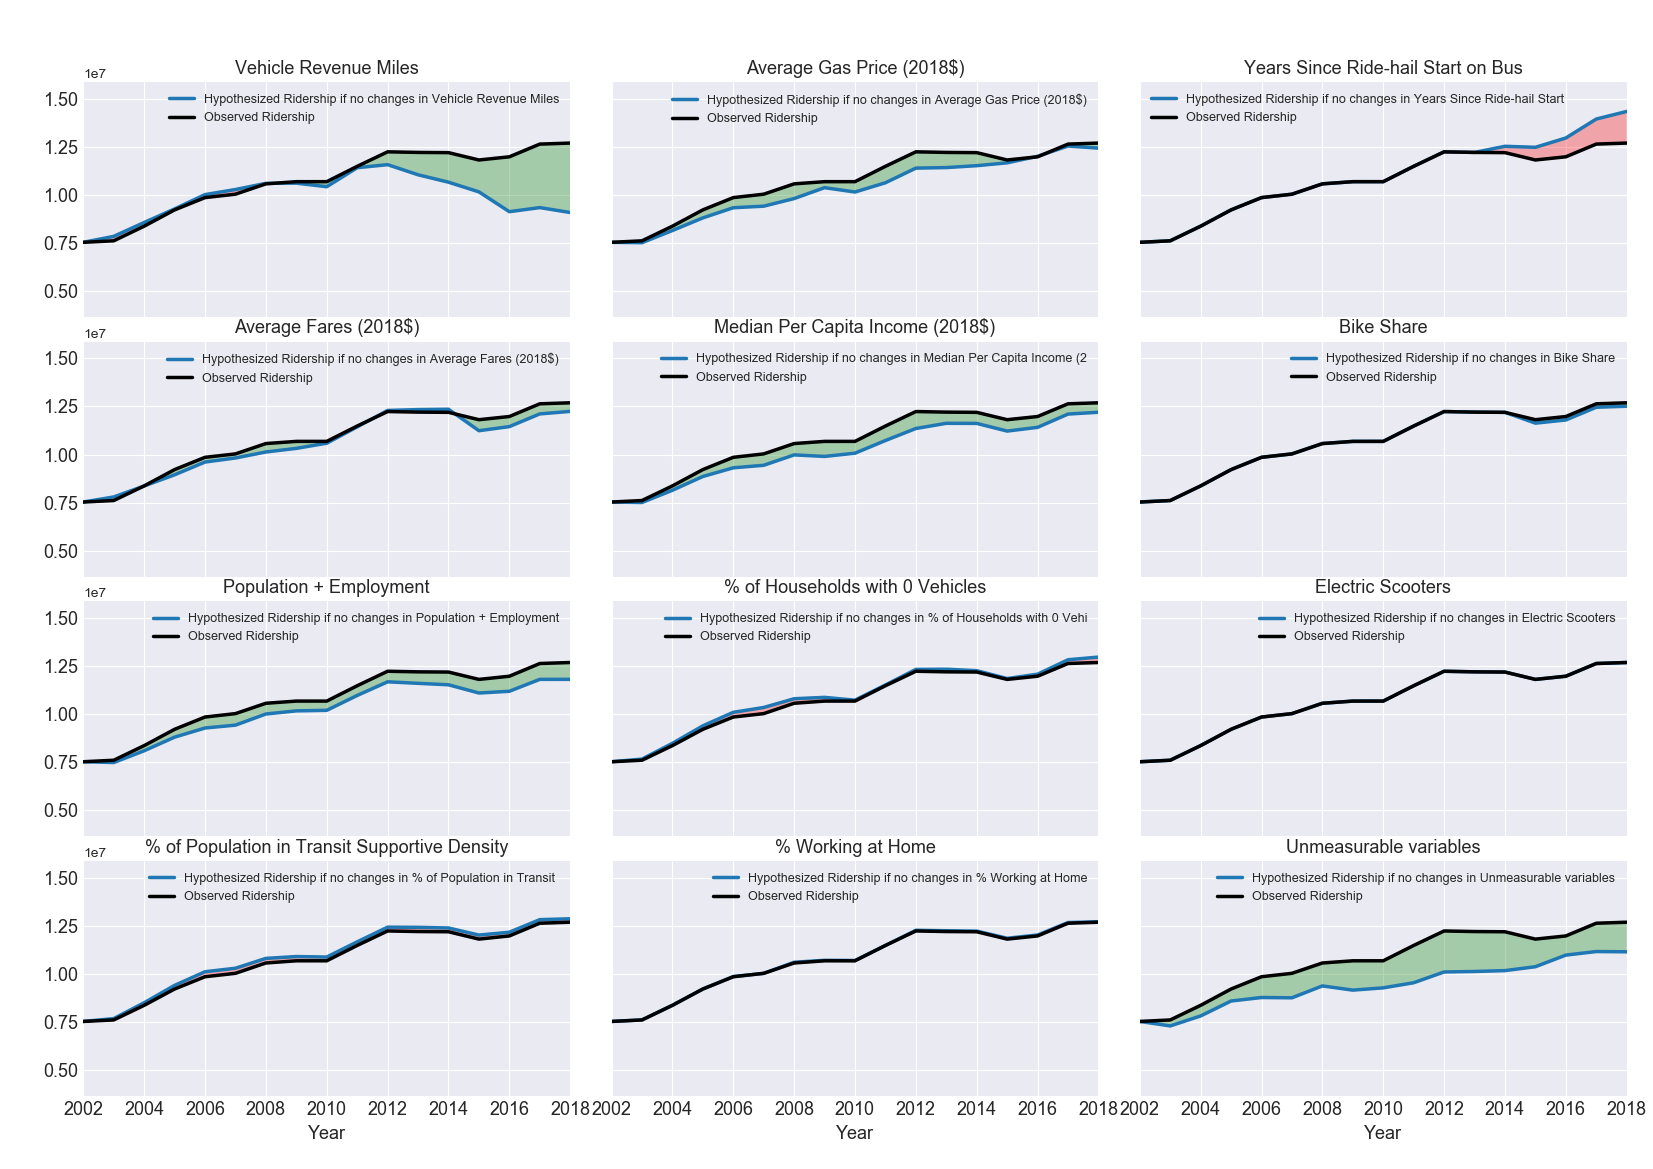 Vehicle Revenue Miles
1e7
1.50
1.25
1.00
0.75
0.50
Hypothesized Ridership if no changes in Vehicle Revenue Miles
Observed Ridership
Average Gas Price (2018$)
Hypothesized Ridership if no changes in Average Gas Price (2018$)
Observed Ridership
Years Since Ride-hail Start on Bus
Hypothesized Ridership if no changes in Years Since Ride-hail Start
Observed Ridership
Average Fares (2018$)
1e7
1.50
1.25
1.00
0.75
0.50
Hypothesized Ridership if no changes in Average Fares (2018$)
Observed Ridership
Median Per Capita Income (2018$)
Hypothesized Ridership if no changes in Median Per Capita Income (2
Observed Ridership
Bike Share
Hypothesized Ridership if no changes in Bike Share
Observed Ridership
Population + Employment
1e7
1.50
1.25
1.00
0.75
0.50
Hypothesized Ridership if no changes in Population + Employment
Observed Ridership
% of Households with 0 Vehicles
Hypothesized Ridership if no changes in % of Households with 0 Vehi
Observed Ridership
Electric Scooters
Hypothesized Ridership if no changes in Electric Scooters
Observed Ridership
% of Population in Transit Supportive Density
1e7
1.50
1.25
1.00
0.75
0.50
Hypothesized Ridership if no changes in % of Population in Transit
Observed Ridership
2002 2004 2006 2008 2010 2012 2014 2016 2018
Year
% Working at Home
Hypothesized Ridership if no changes in % Working at Home
Observed Ridership
2002 2004 2006 2008 2010 2012 2014 2016 2018
Year
Unmeasurable variables
Hypothesized Ridership if no changes in Unmeasurable variables
Observed Ridership
2002 2004 2006 2008 2010 2012 2014 2016 2018
Year